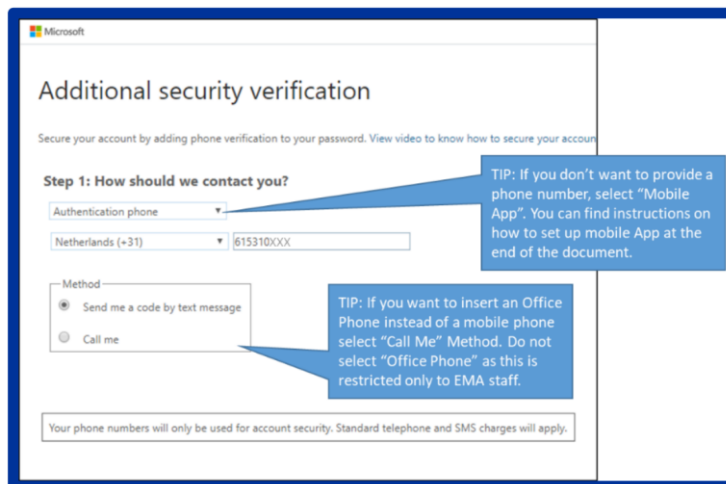 Microsoft
Additional security verification
Secure your account by adding phone verification to your password. View video to know how to secure your accoun
Step 1: How should we contact you?
Authentication phone
Netherlands (+31)
615310XXX
Method
Send me a code by text message
Call me
TIP: If you don't want to provide a
phone number, select "Mobile
App". You can find instructions on
how to set up mobile App at the
end of the document.
TIP: If you want to insert an Office
Phone instead of a mobile phone
select "Call Me" Method. Do not
select "Office Phone" as this is
restricted only to EMA staff.
Your phone numbers will only be used for account security. Standard telephone and SMS charges will apply.